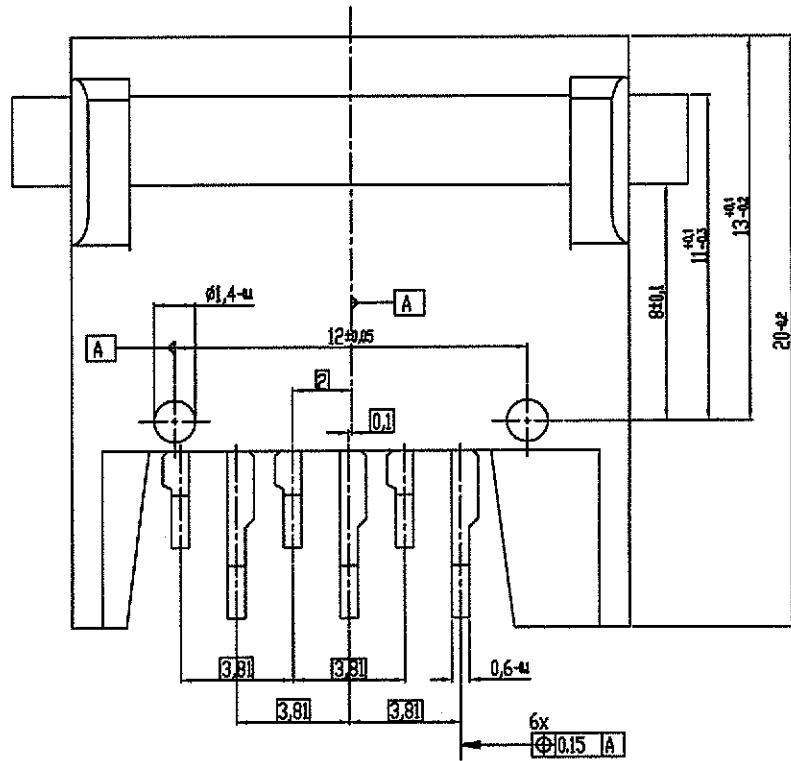 Ø1,4-0,1
A
A
12±0,05
2
0,1
8±0,1
11 +0,1 -0,3
13 +0,1 -0,2
20-0,2
3,81
3,81
3,81
3,81
0,6-0,1
6x
⌖ 0.15 A